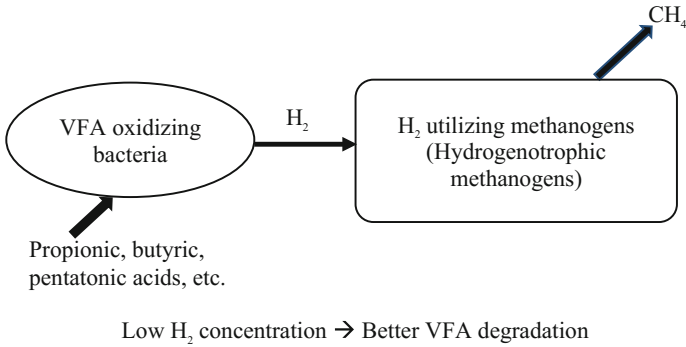 CH₄
VFA oxidizing
bacteria
H₂
H₂ utilizing methanogens
(Hydrogenotrophic
methanogens)
Propionic, butyric,
pentatonic acids, etc.
Low H₂ concentration → Better VFA degradation